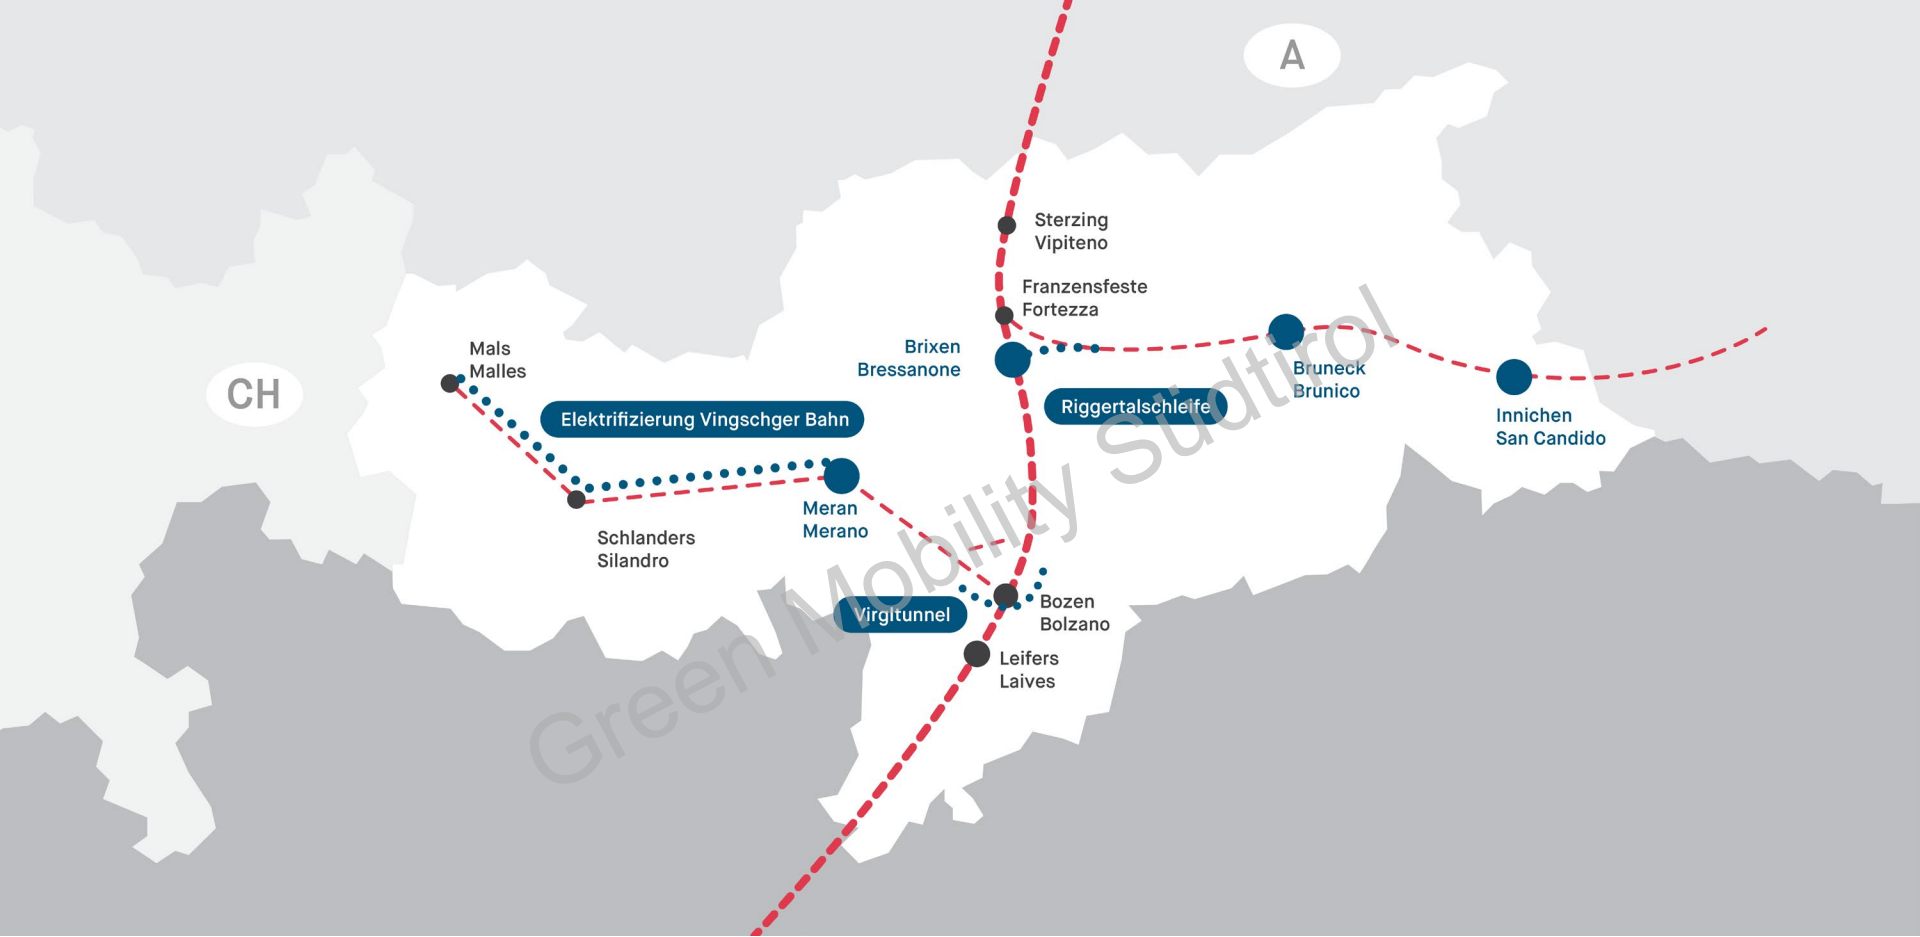 A
Sterzing
Vipiteno
Franzensfeste
Fortezza
Mals
Malles
Brixen
Bressanone
Bruneck
Brunico
CH
Elektrifizierung Vingschger Bahn
Riggertalschleife
Innichen
San Candido
Meran
Merano
Schlanders
Silandro
Virgltunnel
Bozen
Bolzano
Leifers
Laives
Green Mobility Südtirol